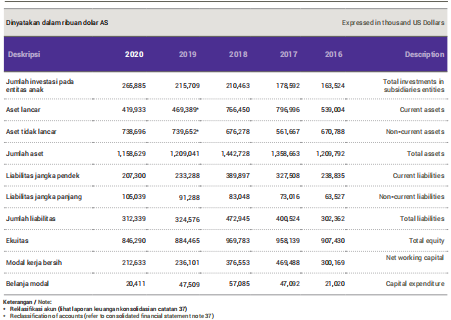 Dinyatakan dalam ribuan dolar AS Expressed in thousand US Dollars
Deskripsi 2020 2019 2018 2017 2016 Description
Jumlah investasi pada entitas anak 265,885 215,709 210,463 178,592 163,524 Total investments in subsidiaries entities
Aset lancar 419,933 469,389* 766,450 796,996 539,004 Current assets
Aset tidak lancar 738,696 739,652* 676,278 561,667 670,788 Non-current assets
Jumlah aset 1,158,629 1,209,041 1,442,728 1,358,663 1,209,792 Total assets
Liabilitas jangka pendek 207,300 233,288 389,897 327,508 238,835 Current liabilities
Liabilitas jangka panjang 105,039 91,288 83,048 73,016 63,527 Non-current liabilities
Jumlah liabilitas 312,339 324,576 472,945 400,524 302,362 Total liabilities
Ekuitas 846,290 884,465 969,783 958,139 907,430 Total equity
Modal kerja bersih 212,633 236,101 376,553 469,488 300,169 Net working capital
Belanja modal 20,411 47,509 57,085 47,092 21,020 Capital expenditure
Keterangan / Note:
* Reklasifikasi akun (lihat laporan keuangan konsolidasian catatan 37)
* Reclassification of accounts (refer to consolidated financial statement note 37)